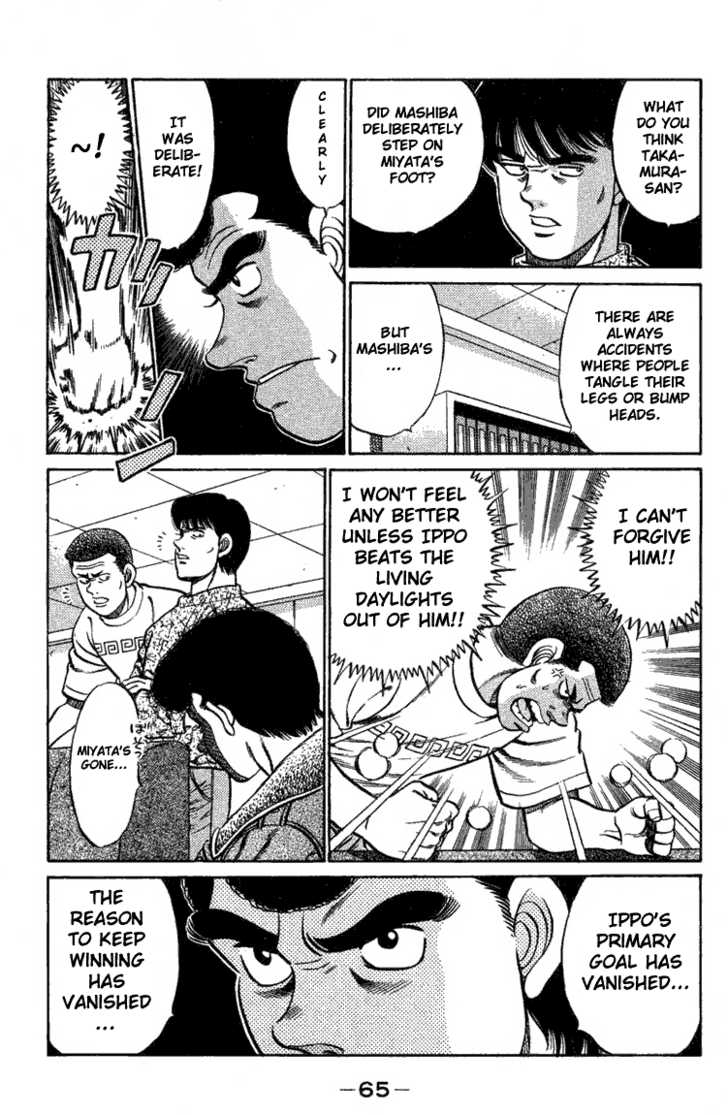 WHAT
DO YOU
THINK
TAKA-
MURA-
SAN?
DID MASHIBA
DELIBERATELY
STEP ON
MIYATA'S
FOOT?
THERE ARE
ALWAYS
ACCIDENTS
WHERE PEOPLE
TANGLE THEIR
LEGS OR BUMP
HEADS.
BUT
MASHIBA'S
...
CLEARLY
IT
WAS
DELIB-
ERATE!
~!
ガッ
I CAN'T
FORGIVE
HIM!!
I WON'T FEEL
ANY BETTER
UNLESS IPPO
BEATS THE
LIVING
DAYLIGHTS
OUT OF HIM!!
MIYATA'S
GONE...
IPPO'S
PRIMARY
GOAL HAS
VANISHED...
THE
REASON
TO KEEP
WINNING
HAS
VANISHED
...
—65—